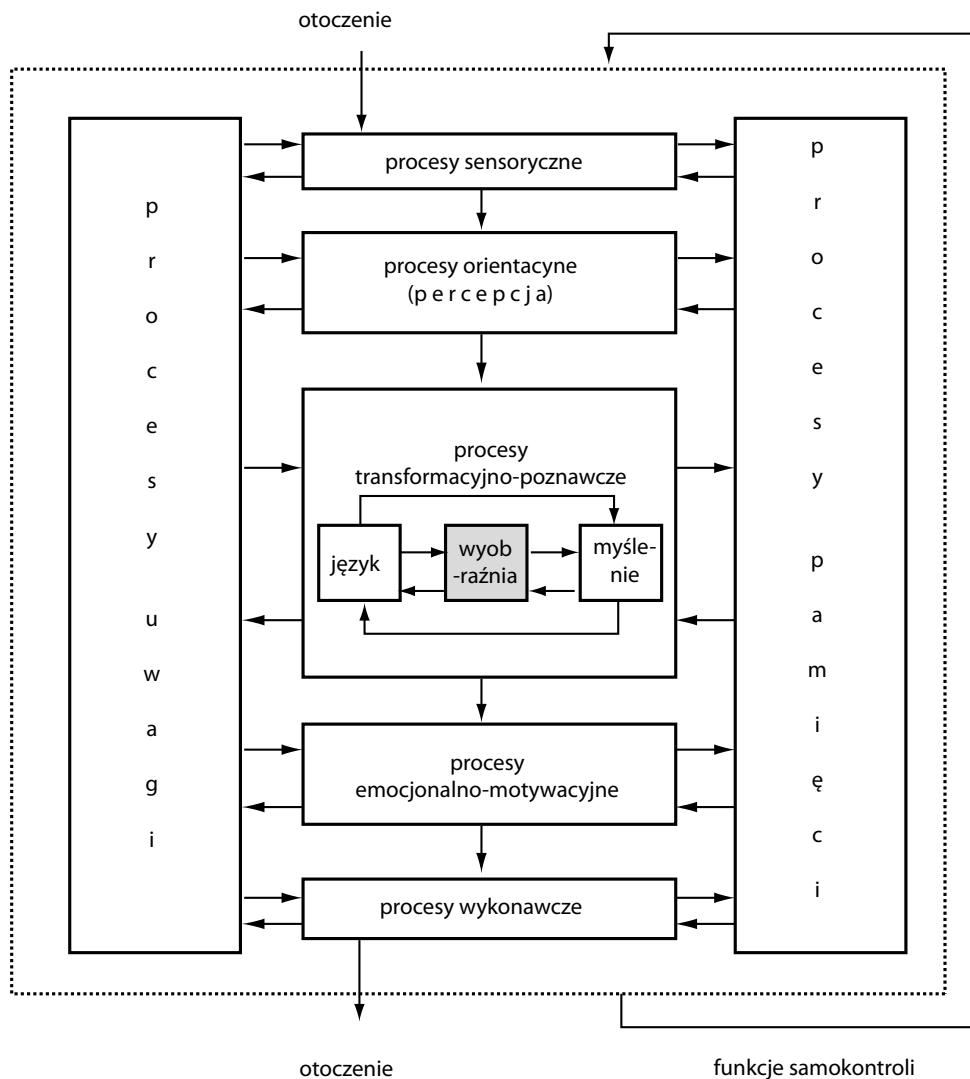 otoczenie
procesy sensoryczne
procesy orientacyne
(p e r c e p c j a)
procesy
transformacyjno-poznawcze
język
wyob
-raźnia
myśle-
nie
procesy
emocjonalno-motywacyjne
procesy wykonawcze
p
r
o
c
e
s
y
u
w
a
g
i
p
r
o
c
e
s
y
p
a
m
i
ę
c
i
otoczenie
funkcje samokontroli